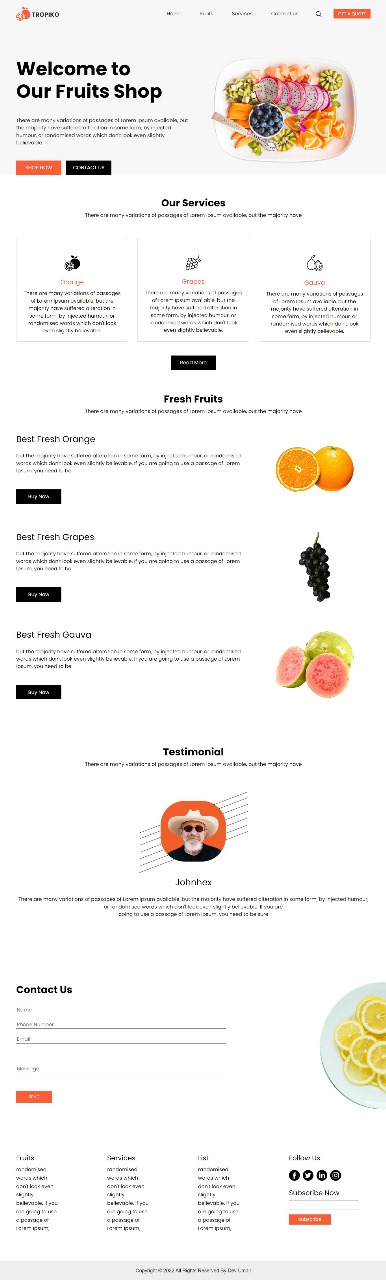 TROPIKO
Home Fruits Services Contact us GET A QUOTE
Welcome to
Our Fruits Shop
There are many variations of passages of Lorem Ipsum available, but
the majority have suffered alteration in some form, by injected
humour, or randomised words which don't look even slightly
believable.
SHOP NOW CONTACT US
Our Services
There are many variations of passages of Lorem Ipsum available, but the majority have
Orange
There are many variations of passages
of Lorem Ipsum available, but the
majority have suffered alteration in
some form, by injected humour, or
randomised words which don't look
even slightly believable.
Grapes
There are many variations of passages
of Lorem Ipsum available, but the
majority have suffered alteration in
some form, by injected humour, or
randomised words which don't look
even slightly believable.
Gauva
There are many variations of passages
of Lorem Ipsum available, but the
majority have suffered alteration in
some form, by injected humour, or
randomised words which don't look
even slightly believable.
Read More
Fresh Fruits
There are many variations of passages of Lorem Ipsum available, but the majority have
Best Fresh Orange
but the majority have suffered alteration in some form, by injected humour, or randomised
words which don't look even slightly believable. If you are going to use a passage of Lorem
Ipsum, you need to be
Buy Now
Best Fresh Grapes
but the majority have suffered alteration in some form, by injected humour, or randomised
words which don't look even slightly believable. If you are going to use a passage of Lorem
Ipsum, you need to be
Buy Now
Best Fresh Gauva
but the majority have suffered alteration in some form, by injected humour, or randomised
words which don't look even slightly believable. If you are going to use a passage of Lorem
Ipsum, you need to be
Buy Now
Testimonial
There are many variations of passages of Lorem Ipsum available, but the majority have
Johnhex
There are many variations of passages of Lorem Ipsum available, but the majority have suffered alteration in some form, by injected humour,
or randomised words which don't look even slightly believable. If you are
going to use a passage of Lorem Ipsum, you need to be sure
Contact Us
Name
Phone Number
Email
Message
SEND
Fruits
randomised
words which
don't look even
slightly
believable. If you
are going to use
a passage of
Lorem Ipsum,
Services
randomised
words which
don't look even
slightly
believable. If you
are going to use
a passage of
Lorem Ipsum,
List
randomised
words which
don't look even
slightly
believable. If you
are going to use
a passage of
Lorem Ipsum,
Follow Us
Subscribe Now
Subscribe
Copyright © 2022 All Rights Reserved By Dev Umair